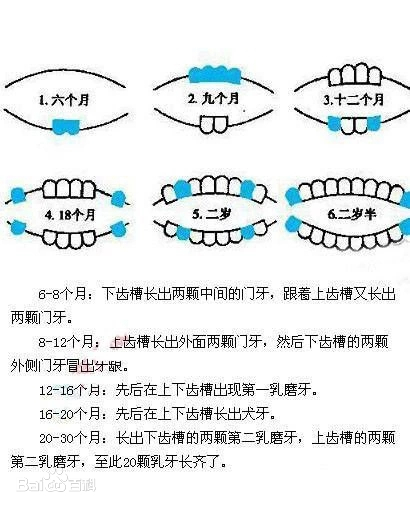 1. 六个月
2. 九个月
3.十二个月
4. 18个月
5. 二岁
6.二岁半
6-8个月：下齿槽长出两颗中间的门牙，跟着上齿槽又长出
两颗门牙。
8-12个月：上齿槽长出外面两颗门牙，然后下齿槽的两颗
外侧门牙冒出牙龈。
12-16个月：先后在上下齿槽出现第一乳磨牙。
16-20个月：先后在上下齿槽长出犬牙。
20-30个月：长出下齿槽的两颗第二乳磨牙，上齿槽的两颗
第二乳磨牙，至此20颗乳牙长齐了。
Bai百科